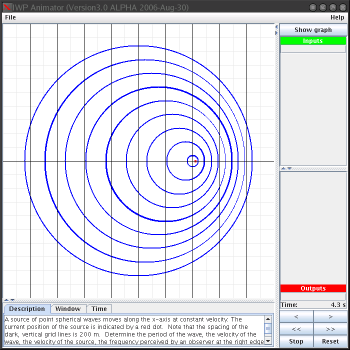 IWP Animator (Version3.0 ALPHA 2006-Aug-30)
File
Help
Show graph
Inputs
Outputs
Time:
4.3 s
<
>
<<
>>
Stop
Reset
Description
Window
Time
A source of point spherical waves moves along the x-axis at constant velocity. The
current position of the source is indicated by a red dot. Note that the spacing of the
dark, vertical grid lines is 200 m. Determine the period of the wave, the velocity of the
wave, the velocity of the source, the frequency perceived by an observer at the right edge